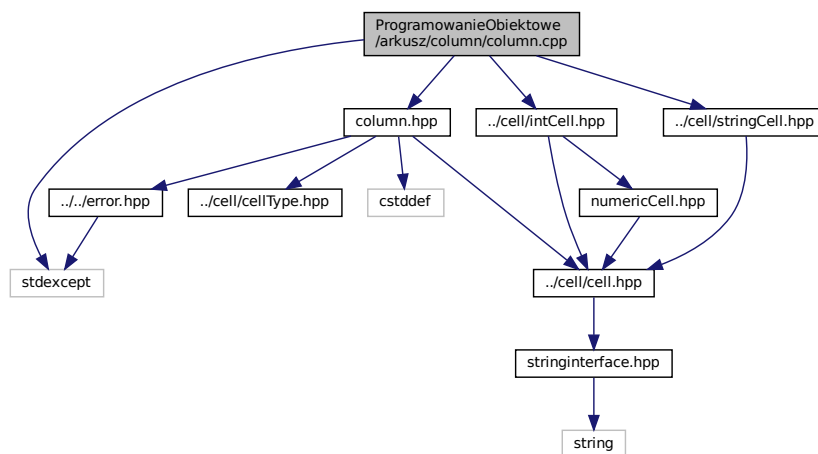 ProgramowanieObiektowe
/arkusz/column/column.cpp
column.hpp
../cell/intCell.hpp
../cell/stringCell.hpp
../../error.hpp
../cell/cellType.hpp
cstddef
numericCell.hpp
stdexcept
../cell/cell.hpp
stringinterface.hpp
string